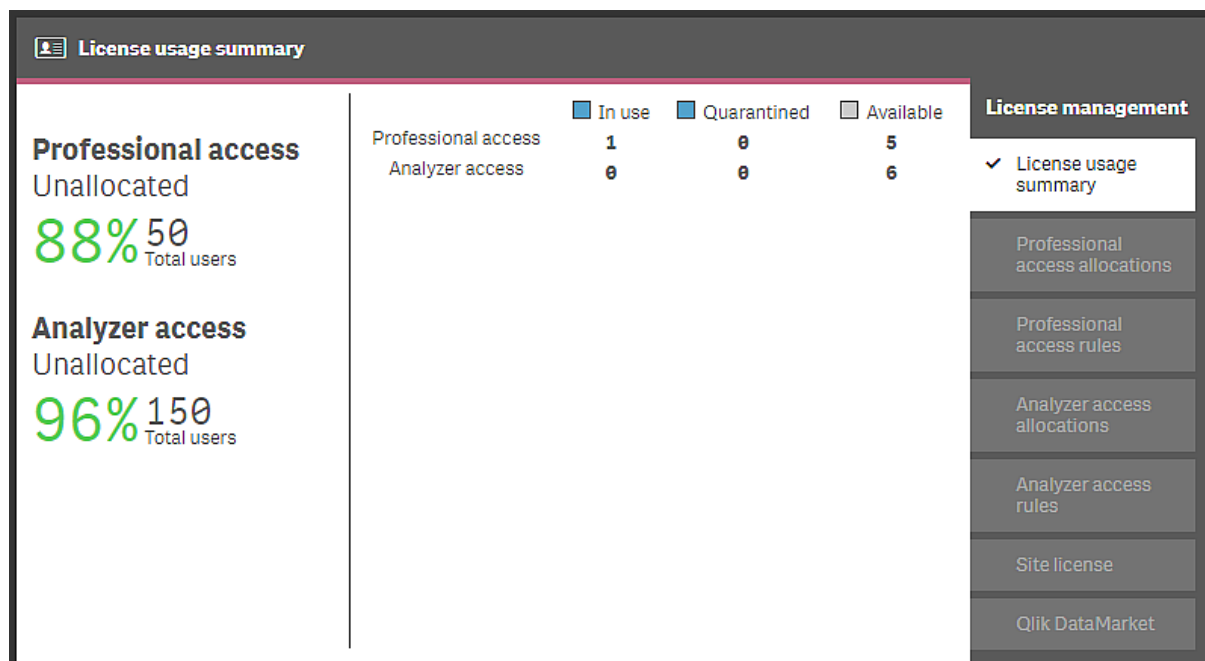 License usage summary
Professional access
Unallocated
88% 50
Total users
Analyzer access
Unallocated
96% 150
Total users
In use Quarantined Available
Professional access 1 0 5
Analyzer access 0 0 6
License management
License usage
summary
Professional
access allocations
Professional
access rules
Analyzer access
allocations
Analyzer access
rules
Site license
Qlik DataMarket